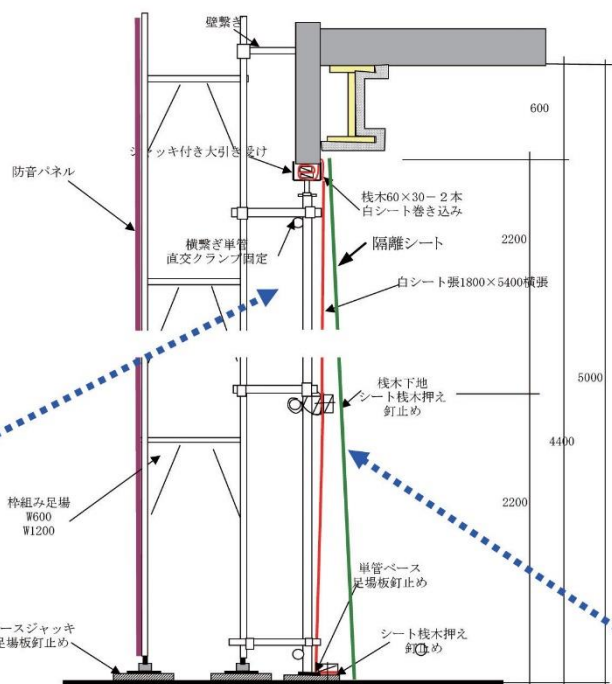 壁繋ぎ
600
ジャッキ付き大引き受け
防音パネル
桟木60×30-2本
白シート巻き込み
横繋ぎ単管
直交クランプ固定
隔離シート
2200
白シート張1800×5400横張
桟木下地
シート桟木押え
釘止め
5000
4400
枠組み足場
W600
W1200
2200
単管ベース
足場板釘止め
ースジャッキ
足場板釘止め
シート桟木押え
釘止め